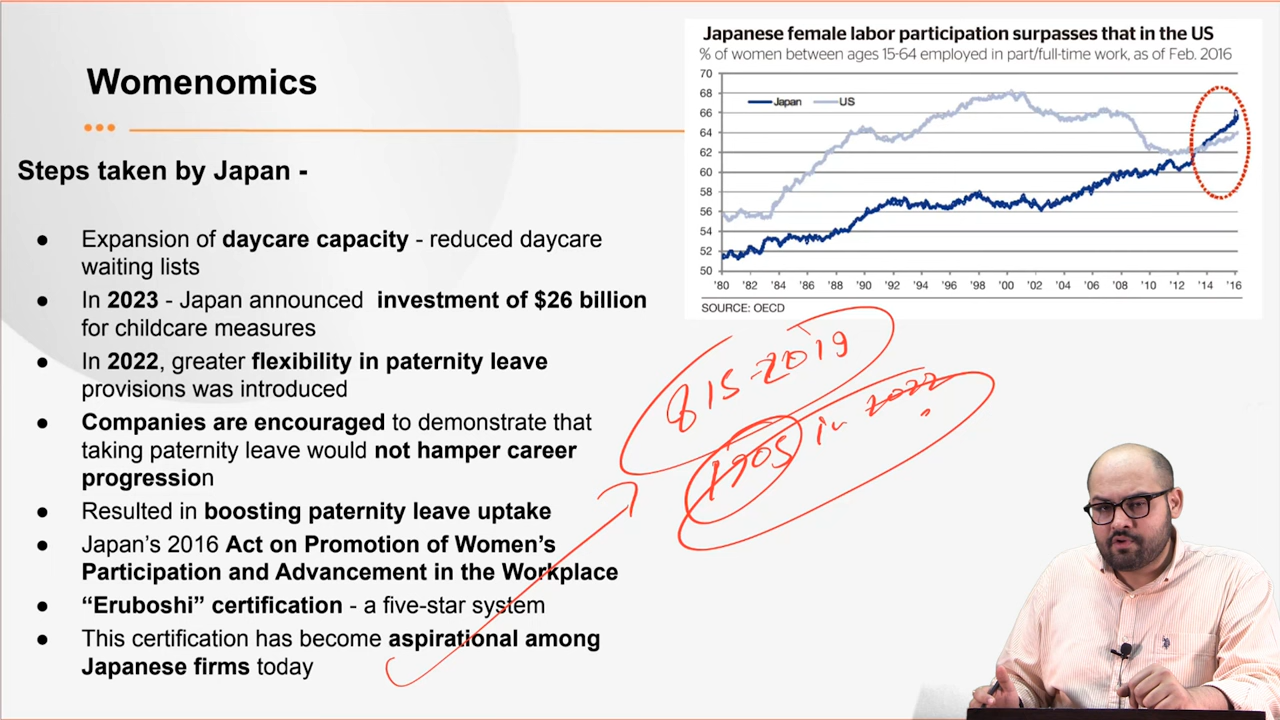 Womenomics
Steps taken by Japan -
● Expansion of daycare capacity - reduced daycare
waiting lists
● In 2023 - Japan announced investment of $26 billion
for childcare measures
● In 2022, greater flexibility in paternity leave
provisions was introduced
● Companies are encouraged to demonstrate that
taking paternity leave would not hamper career
progression
● Resulted in boosting paternity leave uptake
● Japan’s 2016 Act on Promotion of Women’s
Participation and Advancement in the Workplace
● “Eruboshi” certification - a five-star system
● This certification has become aspirational among
Japanese firms today
Japanese female labor participation surpasses that in the US
% of women between ages 15-64 employed in part/full-time work, as of Feb. 2016
Japan US
70
68
66
64
62
60
58
56
54
52
50
'80 '82 '84 '86 '88 '90 '92 '94 '96 '98 '00 '02 '04 '06 '08 '10 '12 '14 '16
SOURCE: OECD
815-2019
1905 in 2022